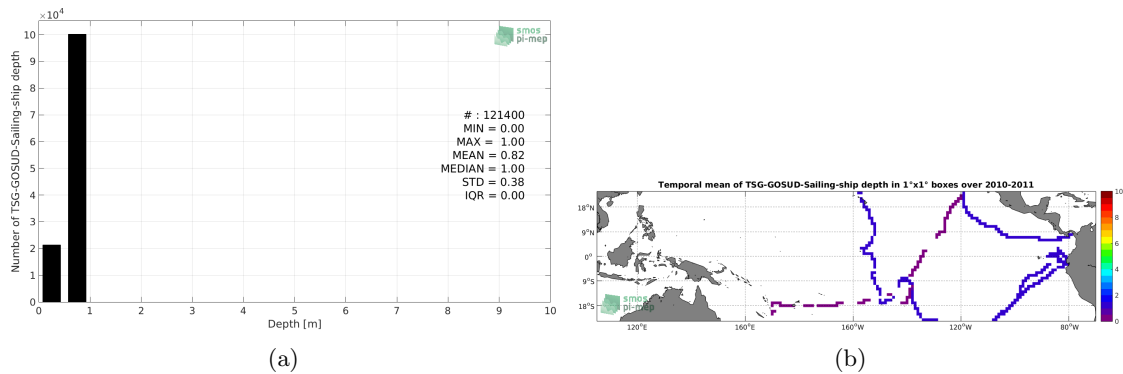 ×10⁴
10
9
8
7
6
5
4
3
2
1
0
Number of TSG-GOSUD-Sailing-ship depth
smos
pi-mep
# : 121400
MIN = 0.00
MAX = 1.00
MEAN = 0.82
MEDIAN = 1.00
STD = 0.38
IQR = 0.00
0 1 2 3 4 5 6 7 8 9 10
Depth [m]
(a)
Temporal mean of TSG-GOSUD-Sailing-ship depth in 1°x1° boxes over 2010-2011
18°N
9°N
0°
9°S
18°S
smos
pi-mep
120°E 160°E 160°W 120°W 80°W
10
8
6
4
2
0
(b)